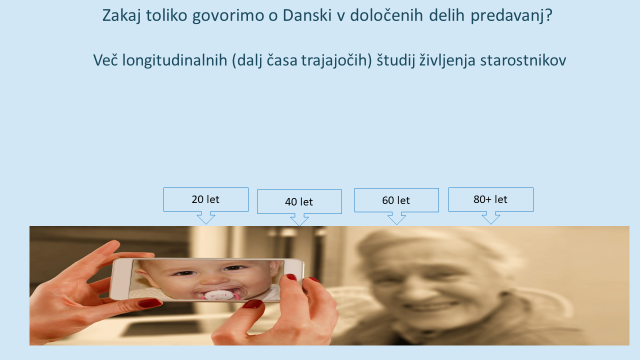 Zakaj toliko govorimo o Danski v določenih delih predavanj?
Več longitudinalnih (dalj časa trajajočih) študij življenja starostnikov
20 let
40 let
60 let
80+ let